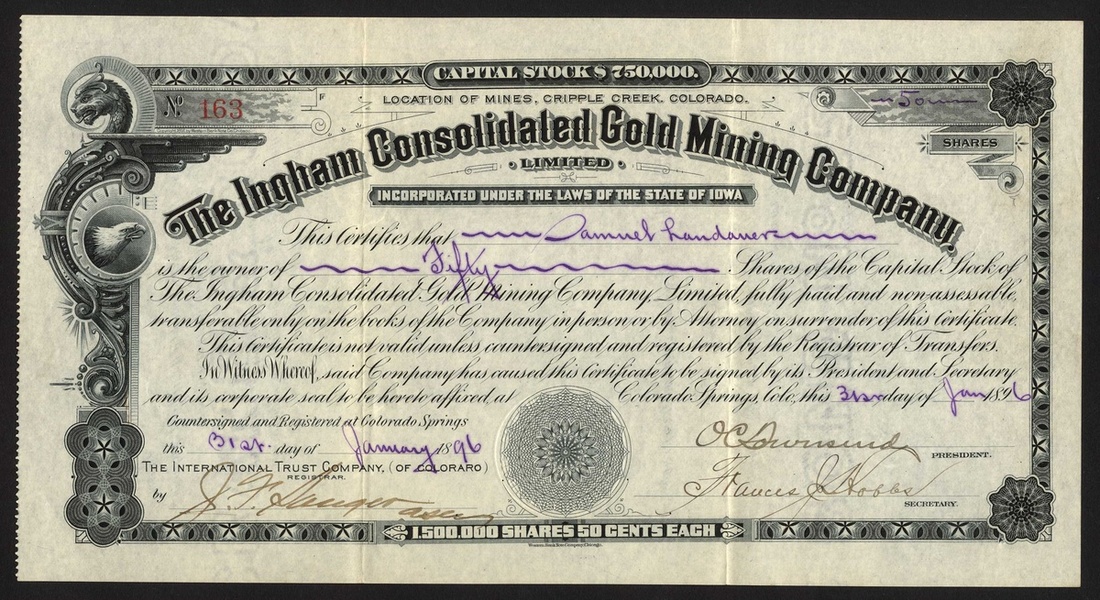 CAPITAL STOCK $ 750,000.
No 163
LOCATION OF MINES, CRIPPLE CREEK, COLORADO.
50
SHARES
The Ingham Consolidated Gold Mining Company,
LIMITED
INCORPORATED UNDER THE LAWS OF THE STATE OF IOWA
This Certifies that Samuel Landauer
is the owner of Fifty Shares of the Capital Stock of
The Ingham Consolidated Gold Mining Company, Limited, fully paid and non-assessable,
transferable only on the books of the Company in person or by Attorney on surrender of this Certificate.
This Certificate is not valid unless countersigned and registered by the Registrar of Transfers.
In Witness Whereof, said Company has caused this Certificate to be signed by its President and Secretary
and its corporate seal to be hereto affixed, at Colorado Springs, Colo, this 31st day of Jan 1896
Countersigned and Registered at Colorado Springs
this 31st day of January 1896
THE INTERNATIONAL TRUST COMPANY, (OF COLORARO)
REGISTRAR.
by
O C Townsend PRESIDENT.
Frances J Hobbs SECRETARY.
1,500,000 SHARES 50 CENTS EACH